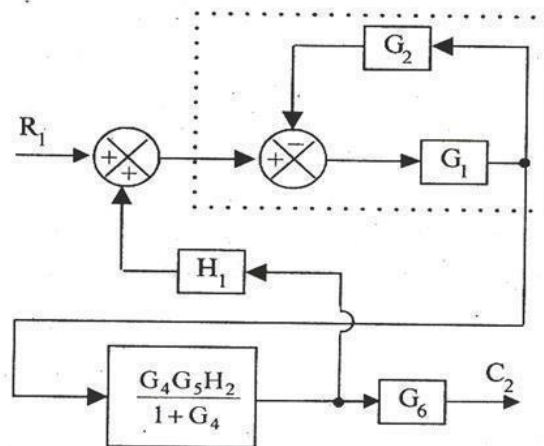 G₂
R₁
+
+
+
−
G₁
H₁
G₄G₅H₂
1+G₄
G₆
C₂